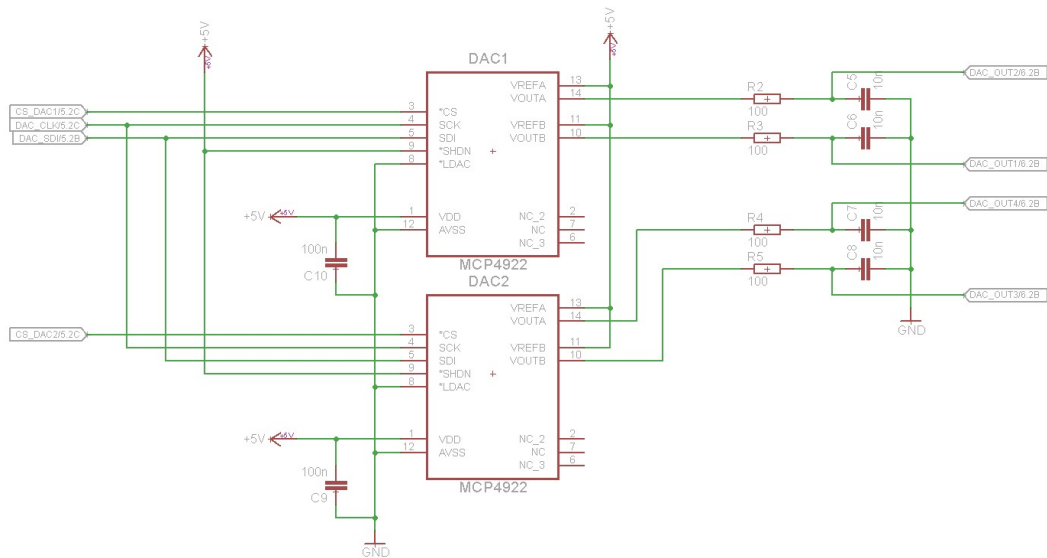 +5V
+5V
+5V
+5V
DAC1
CS_DAC1/5.2C
DAC_CLK/5.2C
DAC_SDI/5.2B
3
4
5
9
8
*CS
SCK
SDI
*SHDN
*LDAC
VREFA
VOUTA
VREFB
VOUTB
13
14
11
10
R2
100
R3
100
C5
10n
C6
10n
DAC_OUT2/6.2B
DAC_OUT1/6.2B
+5V
+5V
1
12
VDD
AVSS
NC_2
NC
NC_3
2
7
6
100n
C10
MCP4922
R4
100
R5
100
C7
10n
C8
10n
DAC_OUT4/6.2B
DAC_OUT3/6.2B
GND
DAC2
CS_DAC2/5.2C
3
4
5
9
8
*CS
SCK
SDI
*SHDN
*LDAC
VREFA
VOUTA
VREFB
VOUTB
13
14
11
10
+5V
+5V
1
12
VDD
AVSS
NC_2
NC
NC_3
2
7
6
100n
C9
MCP4922
GND